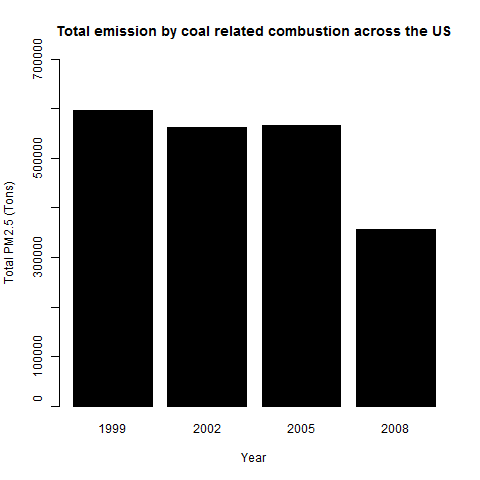 Total emission by coal related combustion across the US
Total PM2.5 (Tons)
700000
500000
300000
100000
0
1999 2002 2005 2008
Year